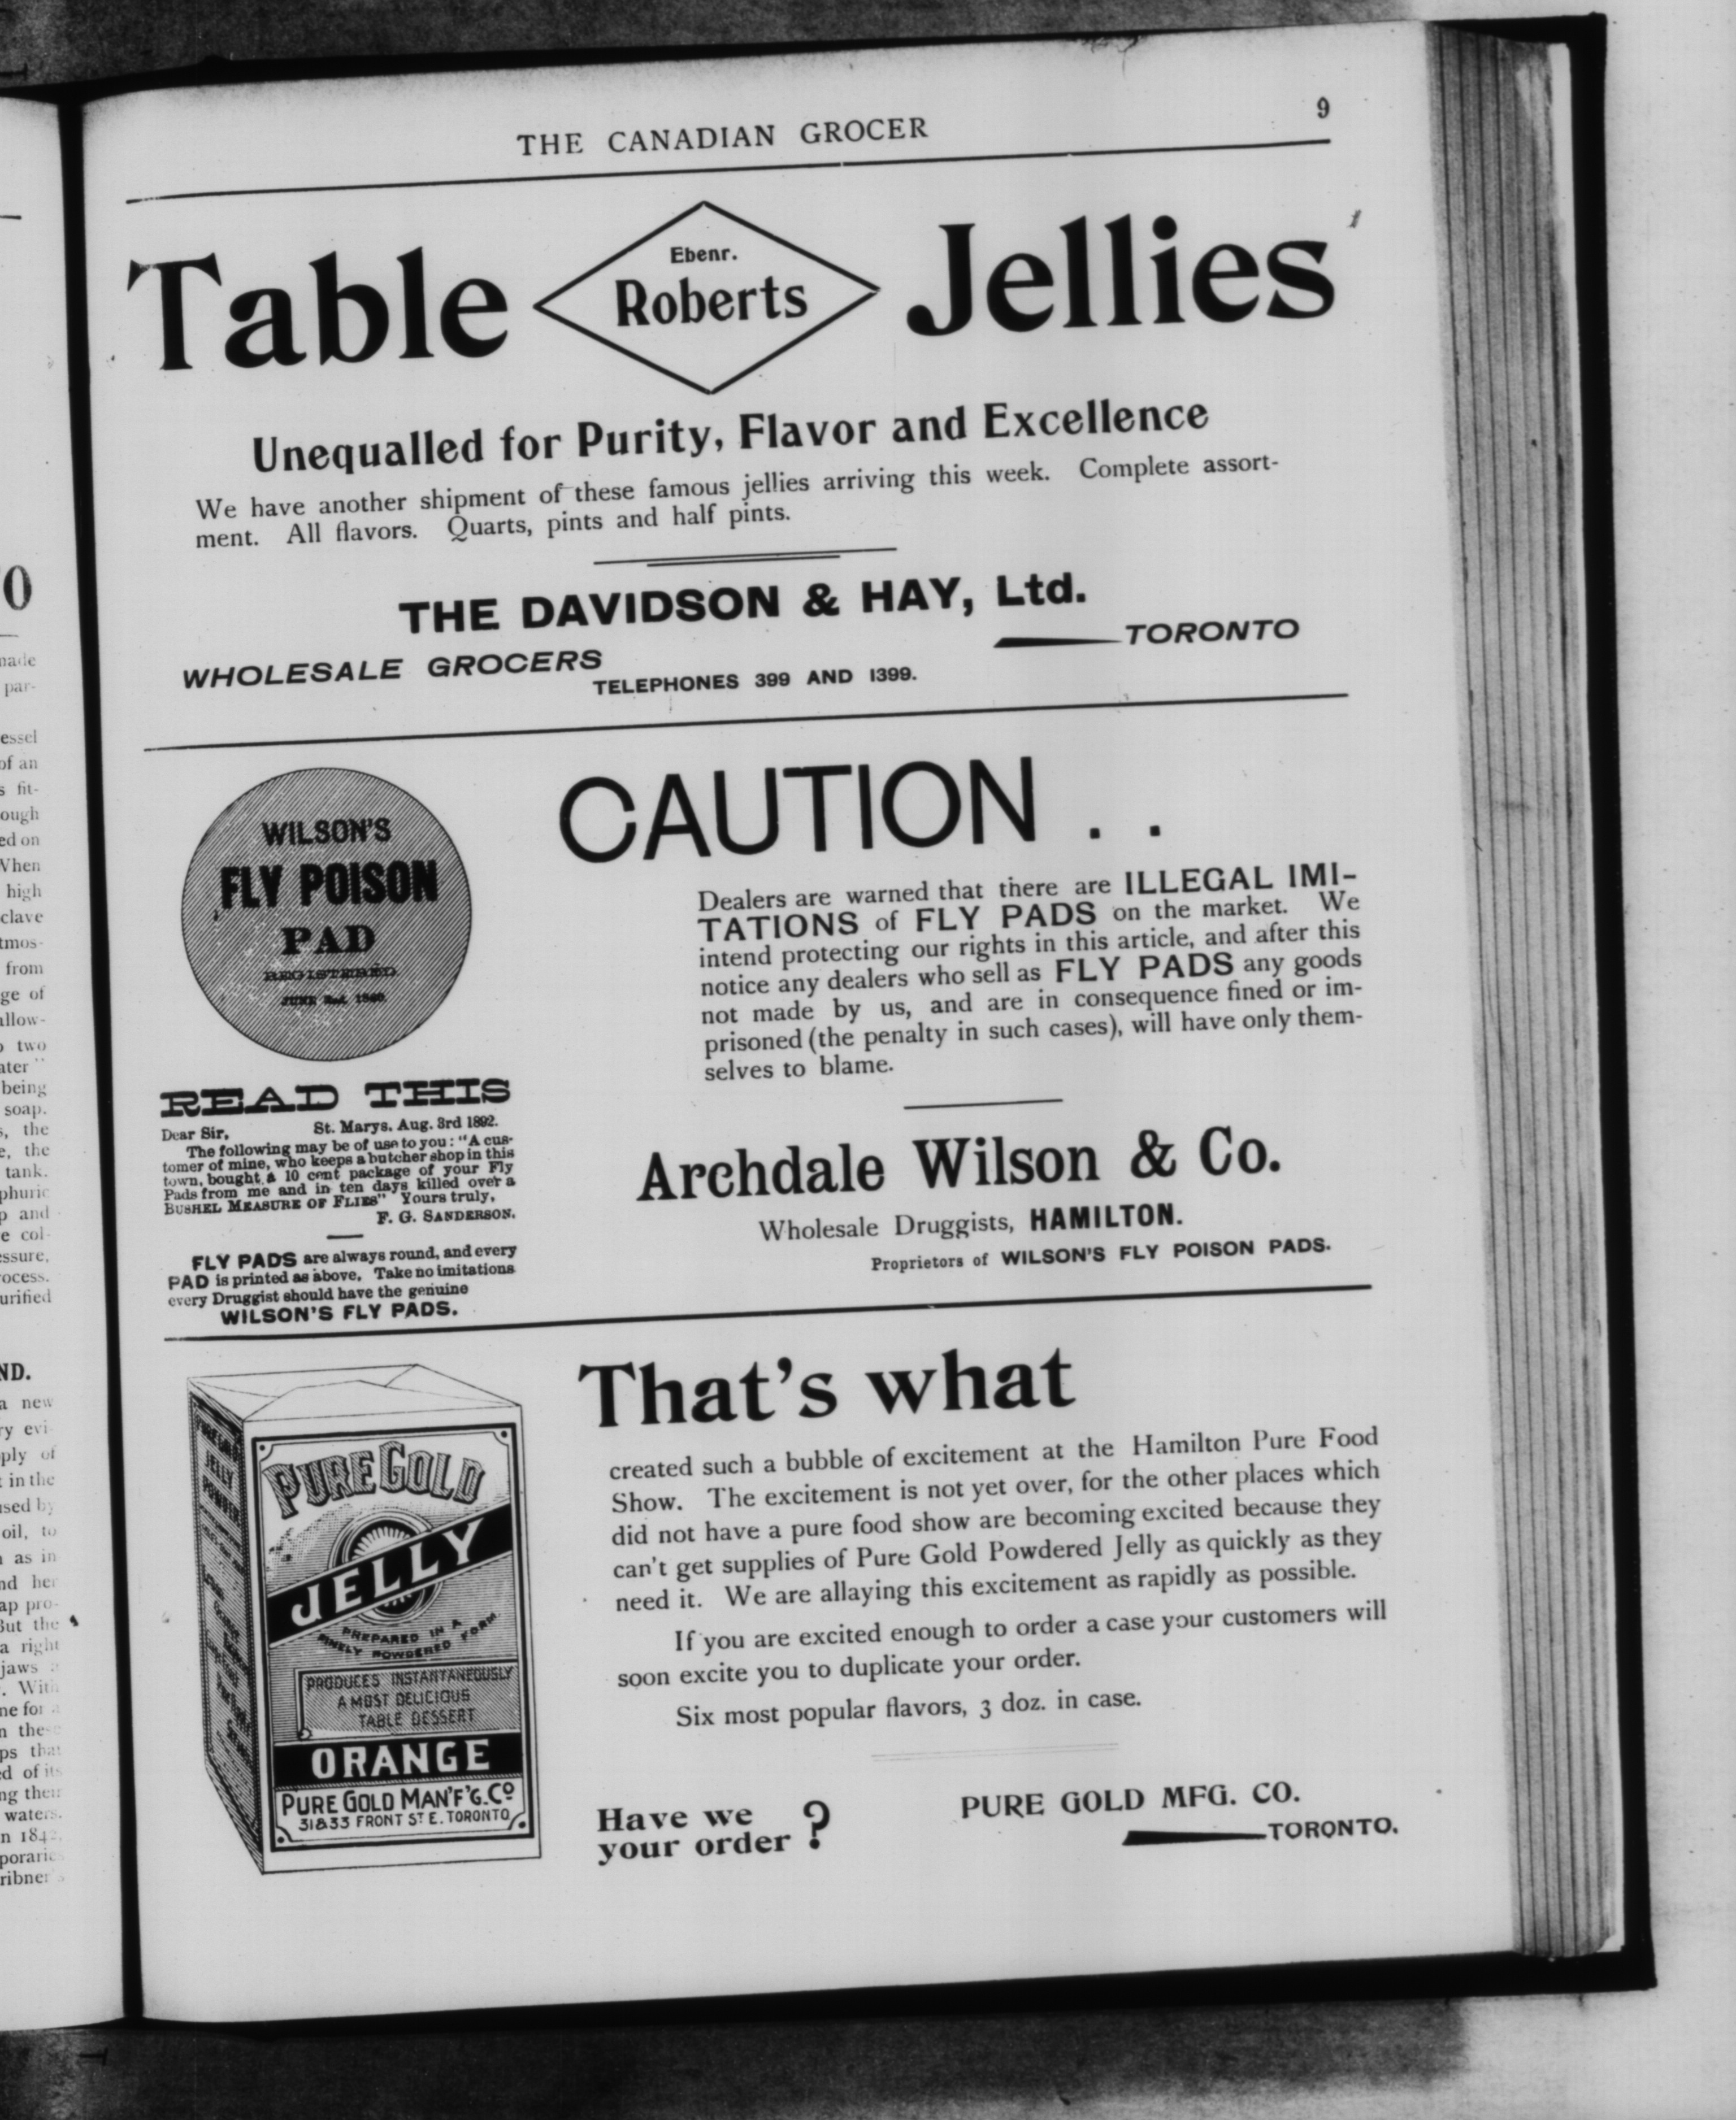 THE CANADIAN GROCER
9
Table
Ebenr.
Roberts
Jellies
Unequalled for Purity, Flavor and Excellence
We have another shipment of these famous jellies arriving this week. Complete assort-
ment. All flavors. Quarts, pints and half pints.
THE DAVIDSON & HAY, Ltd.
WHOLESALE GROCERS
TORONTO
TELEPHONES 399 AND 1399.
WILSON'S
FLY POISON
PAD
REGISTERED
JUNE
READ THIS
Dear Sir, St. Marys. Aug. 3rd 1892.
The following may be of use to you: "A cus-
tomer of mine, who keeps a butcher shop in this
town, bought a 10 cent package of your Fly
Pads from me and in ten days killed over a
BUSHEL MEASURE OF FLIES" Yours truly,
F. G. SANDERSON.
FLY PADS are always round, and every
PAD is printed as above. Take no imitations
every Druggist should have the genuine
WILSON'S FLY PADS.
CAUTION . .
Dealers are warned that there are ILLEGAL IMI-
TATIONS of FLY PADS on the market. We
intend protecting our rights in this article, and after this
notice any dealers who sell as FLY PADS any goods
not made by us, and are in consequence fined or im-
prisoned (the penalty in such cases), will have only them-
selves to blame.
Archdale Wilson & Co.
Wholesale Druggists, HAMILTON.
Proprietors of WILSON'S FLY POISON PADS.
PURE GOLD
JELLY
PREPARED IN A
FINELY POWDERED FORM
PRODUCES INSTANTANEOUSLY
A MOST DELICIOUS
TABLE DESSERT
ORANGE
PURE GOLD MAN'F'G. CO
31&33 FRONT ST E. TORONTO
That's what
created such a bubble of excitement at the Hamilton Pure Food
Show. The excitement is not yet over, for the other places which
did not have a pure food show are becoming excited because they
can't get supplies of Pure Gold Powdered Jelly as quickly as they
need it. We are allaying this excitement as rapidly as possible.
If you are excited enough to order a case your customers will
soon excite you to duplicate your order.
Six most popular flavors, 3 doz. in case.
Have we
your order ?
PURE GOLD MFG. CO.
TORONTO.